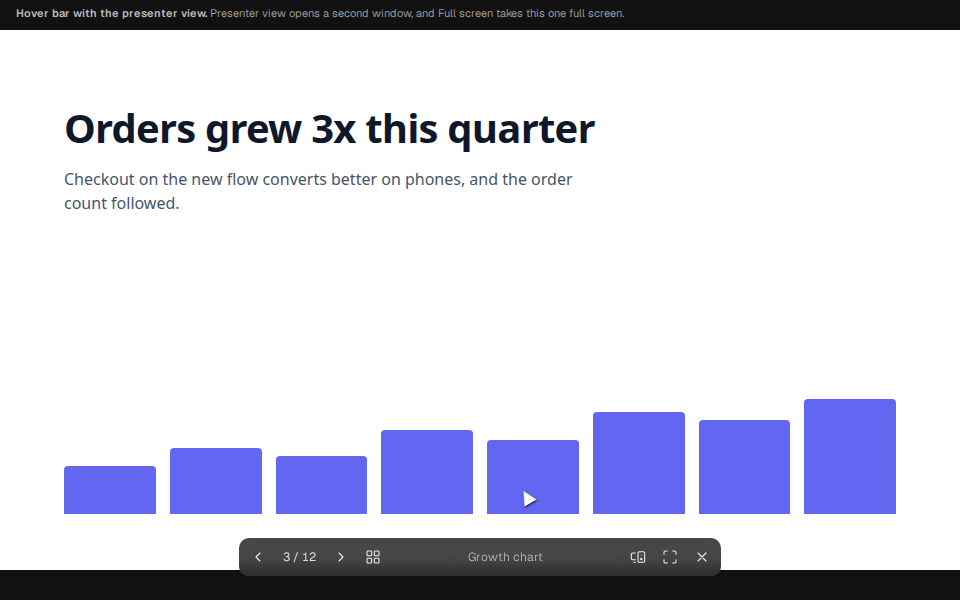 Hover bar with the presenter view. Presenter view opens a second window, and Full screen takes this one full screen.
Orders grew 3x this quarter
Checkout on the new flow converts better on phones, and the order
count followed.
3 / 12
Growth chart